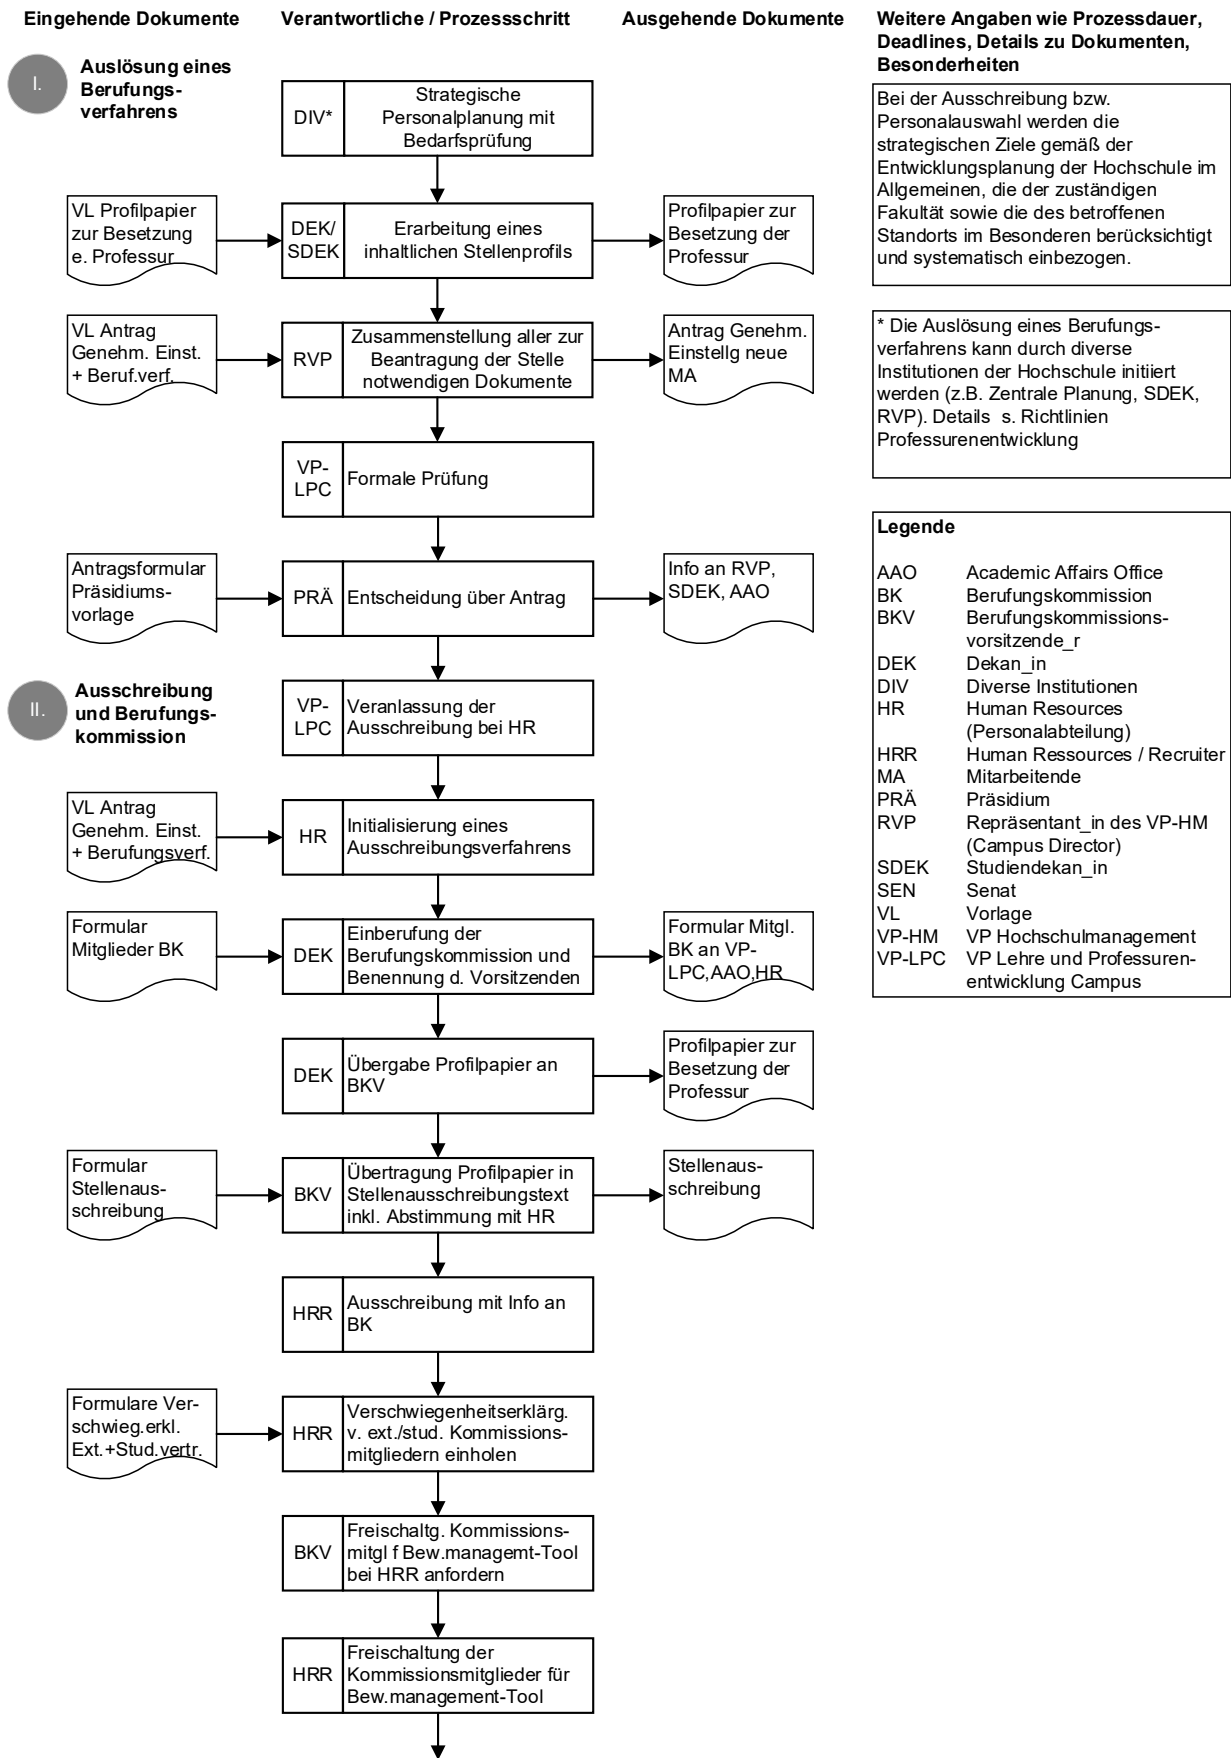 Eingehende Dokumente
Verantwortliche / Prozessschritt
Ausgehende Dokumente
Weitere Angaben wie Prozessdauer,
Deadlines, Details zu Dokumenten,
Besonderheiten
I.
Auslösung eines
Berufungs-
verfahrens
DIV*
Strategische
Personalplanung mit
Bedarfsprüfung
Bei der Ausschreibung bzw.
Personalauswahl werden die
strategischen Ziele gemäß der
Entwicklungsplanung der Hochschule im
Allgemeinen, die der zuständigen
Fakultät sowie die des betroffenen
Standorts im Besonderen berücksichtigt
und systematisch einbezogen.
VL Profilpapier
zur Besetzung
e. Professur
DEK/
SDEK
Erarbeitung eines
inhaltlichen Stellenprofils
Profilpapier zur
Besetzung der
Professur
VL Antrag
Genehm. Einst.
+ Beruf.verf.
RVP
Zusammenstellung aller zur
Beantragung der Stelle
notwendigen Dokumente
Antrag Genehm.
Einstellg neue
MA
* Die Auslösung eines Berufungs-
verfahrens kann durch diverse
Institutionen der Hochschule initiiert
werden (z.B. Zentrale Planung, SDEK,
RVP). Details  s. Richtlinien
Professurenentwicklung
VP-
LPC
Formale Prüfung
Antragsformular
Präsidiums-
vorlage
PRÄ
Entscheidung über Antrag
Info an RVP,
SDEK, AAO
Legende
AAO Academic Affairs Office
BK Berufungskommission
BKV Berufungskommissions-
vorsitzende_r
DEK Dekan_in
DIV Diverse Institutionen
HR Human Resources
(Personalabteilung)
HRR Human Ressources / Recruiter
MA Mitarbeitende
PRÄ Präsidium
RVP Repräsentant_in des VP-HM
(Campus Director)
SDEK Studiendekan_in
SEN Senat
VL Vorlage
VP-HM VP Hochschulmanagement
VP-LPC VP Lehre und Professuren-
entwicklung Campus
II.
Ausschreibung
und Berufungs-
kommission
VP-
LPC
Veranlassung der
Ausschreibung bei HR
VL Antrag
Genehm. Einst.
+ Berufungsverf.
HR
Initialisierung eines
Ausschreibungsverfahrens
Formular
Mitglieder BK
DEK
Einberufung der
Berufungskommission und
Benennung d. Vorsitzenden
Formular Mitgl.
BK an VP-
LPC,AAO,HR
DEK
Übergabe Profilpapier an
BKV
Profilpapier zur
Besetzung der
Professur
Formular
Stellenaus-
schreibung
BKV
Übertragung Profilpapier in
Stellenausschreibungstext
inkl. Abstimmung mit HR
Stellenaus-
schreibung
HRR
Ausschreibung mit Info an
BK
Formulare Ver-
schwieg.erkl.
Ext.+Stud.vertr.
HRR
Verschwiegenheitserklärg.
v. ext./stud. Kommissions-
mitgliedern einholen
BKV
Freischaltg. Kommissions-
mitgl f Bew.managemt-Tool
bei HRR anfordern
HRR
Freischaltung der
Kommissionsmitglieder für
Bew.management-Tool